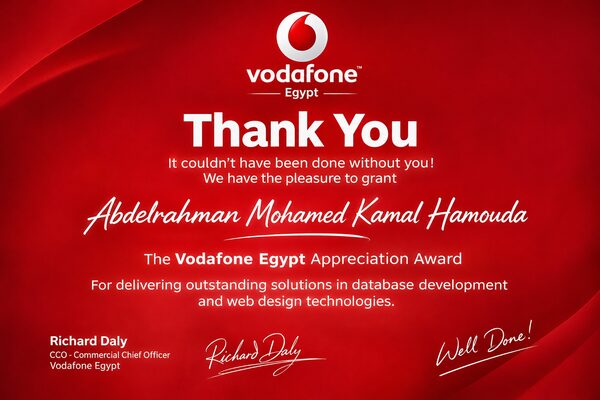 vodafone™
Egypt
Thank You
It couldn't have been done without you!
We have the pleasure to grant
Abdelrahman Mohamed Kamal Hamouda
The Vodafone Egypt Appreciation Award
For delivering outstanding solutions in database development
and web design technologies.
Richard Daly
CCO - Commercial Chief Officer
Vodafone Egypt
Richard Daly
Well Done!